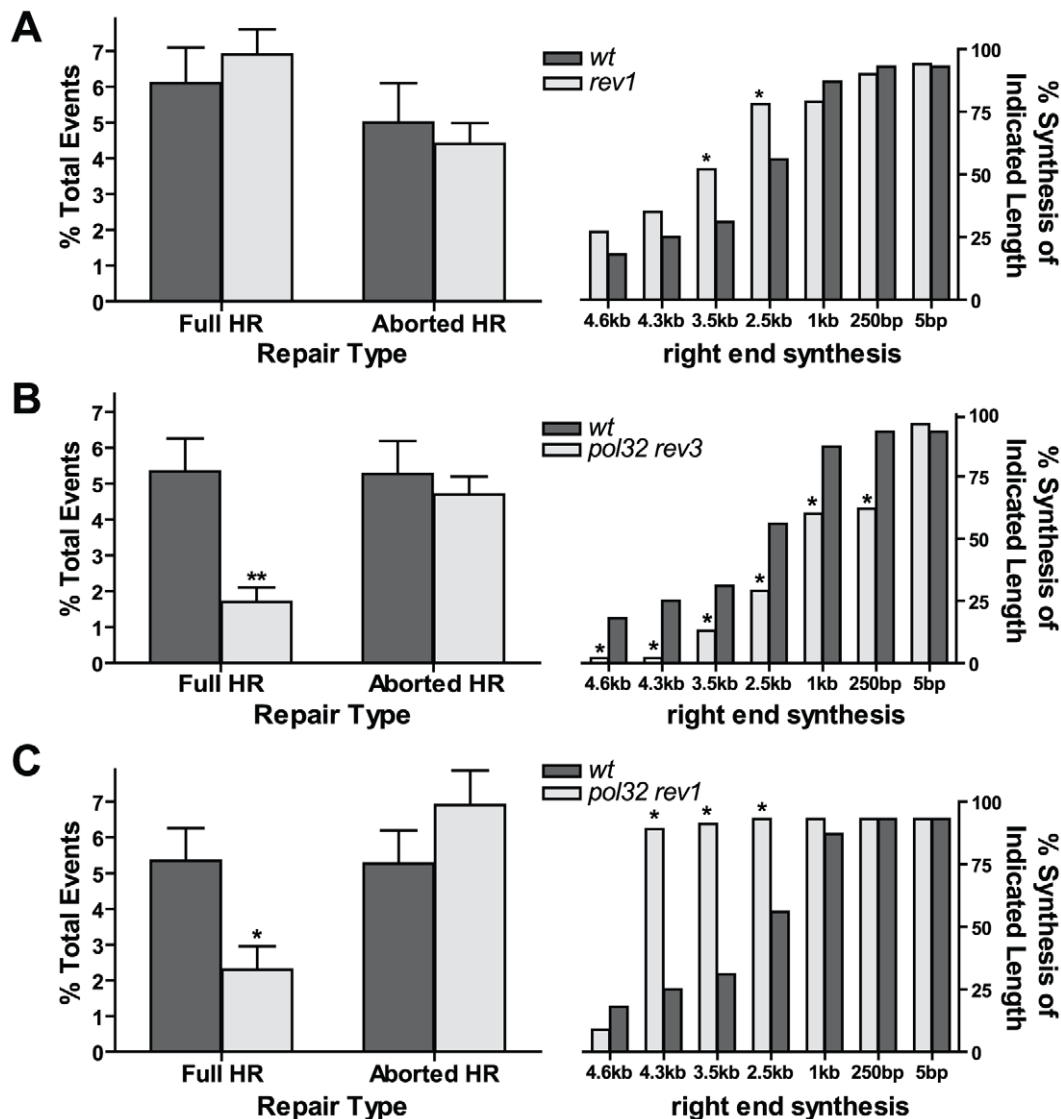 A
% Total Events
7
6
5
4
3
2
1
0
Full HR
Aborted HR
Repair Type
wt
rev1
*
*
100
75
50
25
0
% Synthesis of
Indicated Length
4.6kb 4.3kb 3.5kb 2.5kb 1kb 250bp 5bp
right end synthesis
B
% Total Events
7
6
5
4
3
2
1
0
**
Full HR
Aborted HR
Repair Type
wt
pol32 rev3
* * * * * *
100
75
50
25
0
% Synthesis of
Indicated Length
4.6kb 4.3kb 3.5kb 2.5kb 1kb 250bp 5bp
right end synthesis
C
% Total Events
7
6
5
4
3
2
1
0
*
Full HR
Aborted HR
Repair Type
wt
pol32 rev1
* * *
100
75
50
25
0
% Synthesis of
Indicated Length
4.6kb 4.3kb 3.5kb 2.5kb 1kb 250bp 5bp
right end synthesis